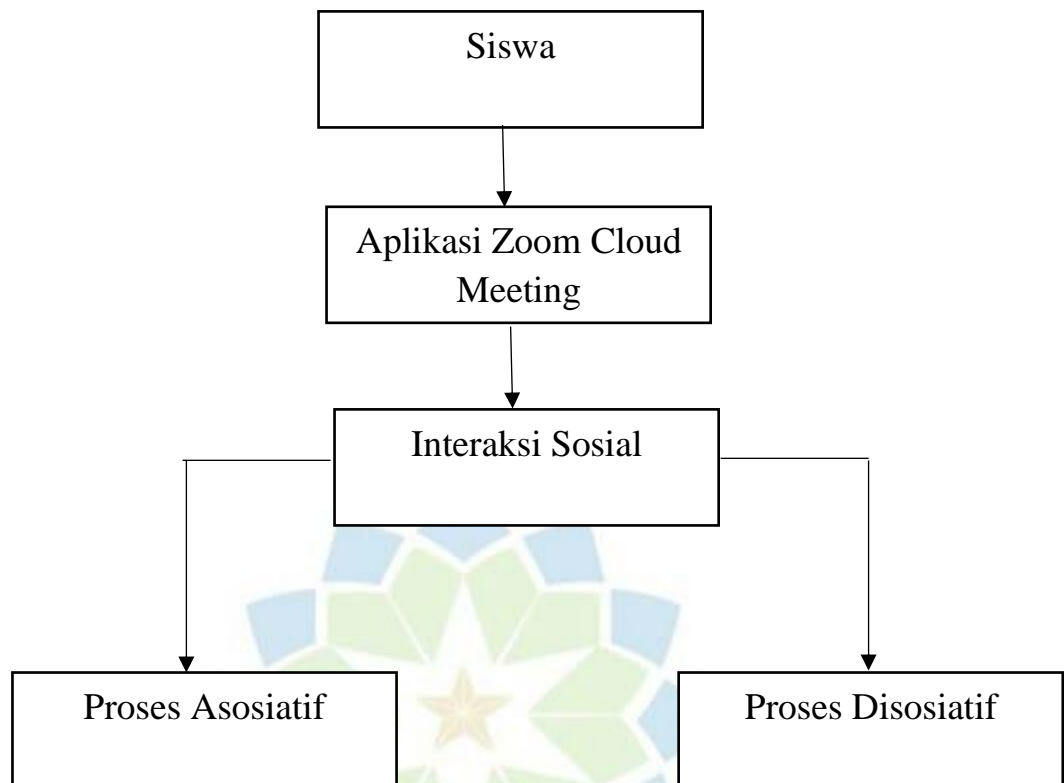 Siswa
Aplikasi Zoom Cloud
Meeting
Interaksi Sosial
Proses Asosiatif
Proses Disosiatif